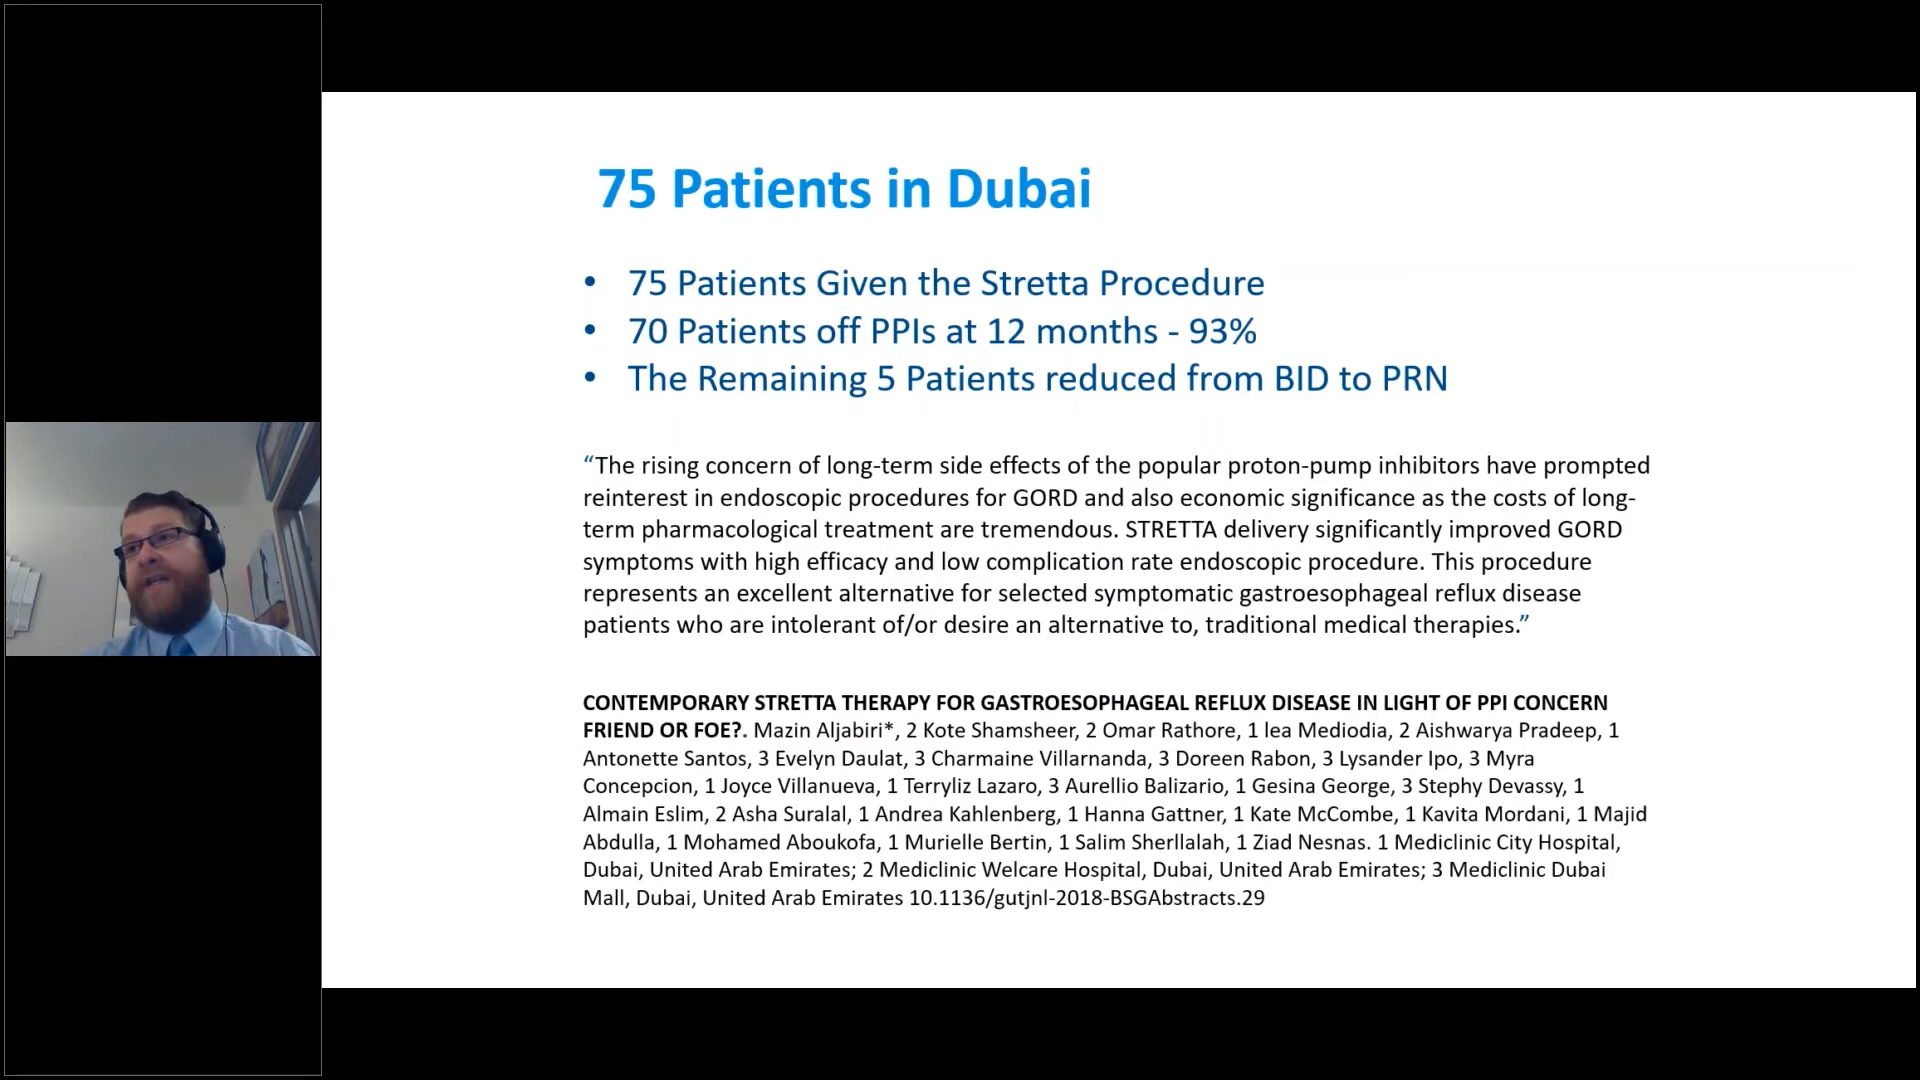 75 Patients in Dubai
• 75 Patients Given the Stretta Procedure
• 70 Patients off PPIs at 12 months - 93%
• The Remaining 5 Patients reduced from BID to PRN
“The rising concern of long-term side effects of the popular proton-pump inhibitors have prompted
reinterest in endoscopic procedures for GORD and also economic significance as the costs of long-
term pharmacological treatment are tremendous. STRETTA delivery significantly improved GORD
symptoms with high efficacy and low complication rate endoscopic procedure. This procedure
represents an excellent alternative for selected symptomatic gastroesophageal reflux disease
patients who are intolerant of/or desire an alternative to, traditional medical therapies.”
CONTEMPORARY STRETTA THERAPY FOR GASTROESOPHAGEAL REFLUX DISEASE IN LIGHT OF PPI CONCERN
FRIEND OR FOE?. Mazin Aljabiri*, 2 Kote Shamsheer, 2 Omar Rathore, 1 lea Mediodia, 2 Aishwarya Pradeep, 1
Antonette Santos, 3 Evelyn Daulat, 3 Charmaine Villarnanda, 3 Doreen Rabon, 3 Lysander Ipo, 3 Myra
Concepcion, 1 Joyce Villanueva, 1 Terryliz Lazaro, 3 Aurellio Balizario, 1 Gesina George, 3 Stephy Devassy, 1
Almain Eslim, 2 Asha Suralal, 1 Andrea Kahlenberg, 1 Hanna Gattner, 1 Kate McCombe, 1 Kavita Mordani, 1 Majid
Abdulla, 1 Mohamed Aboukofa, 1 Murielle Bertin, 1 Salim Sherllalah, 1 Ziad Nesnas. 1 Mediclinic City Hospital,
Dubai, United Arab Emirates; 2 Mediclinic Welcare Hospital, Dubai, United Arab Emirates; 3 Mediclinic Dubai
Mall, Dubai, United Arab Emirates 10.1136/gutjnl-2018-BSGAbstracts.29